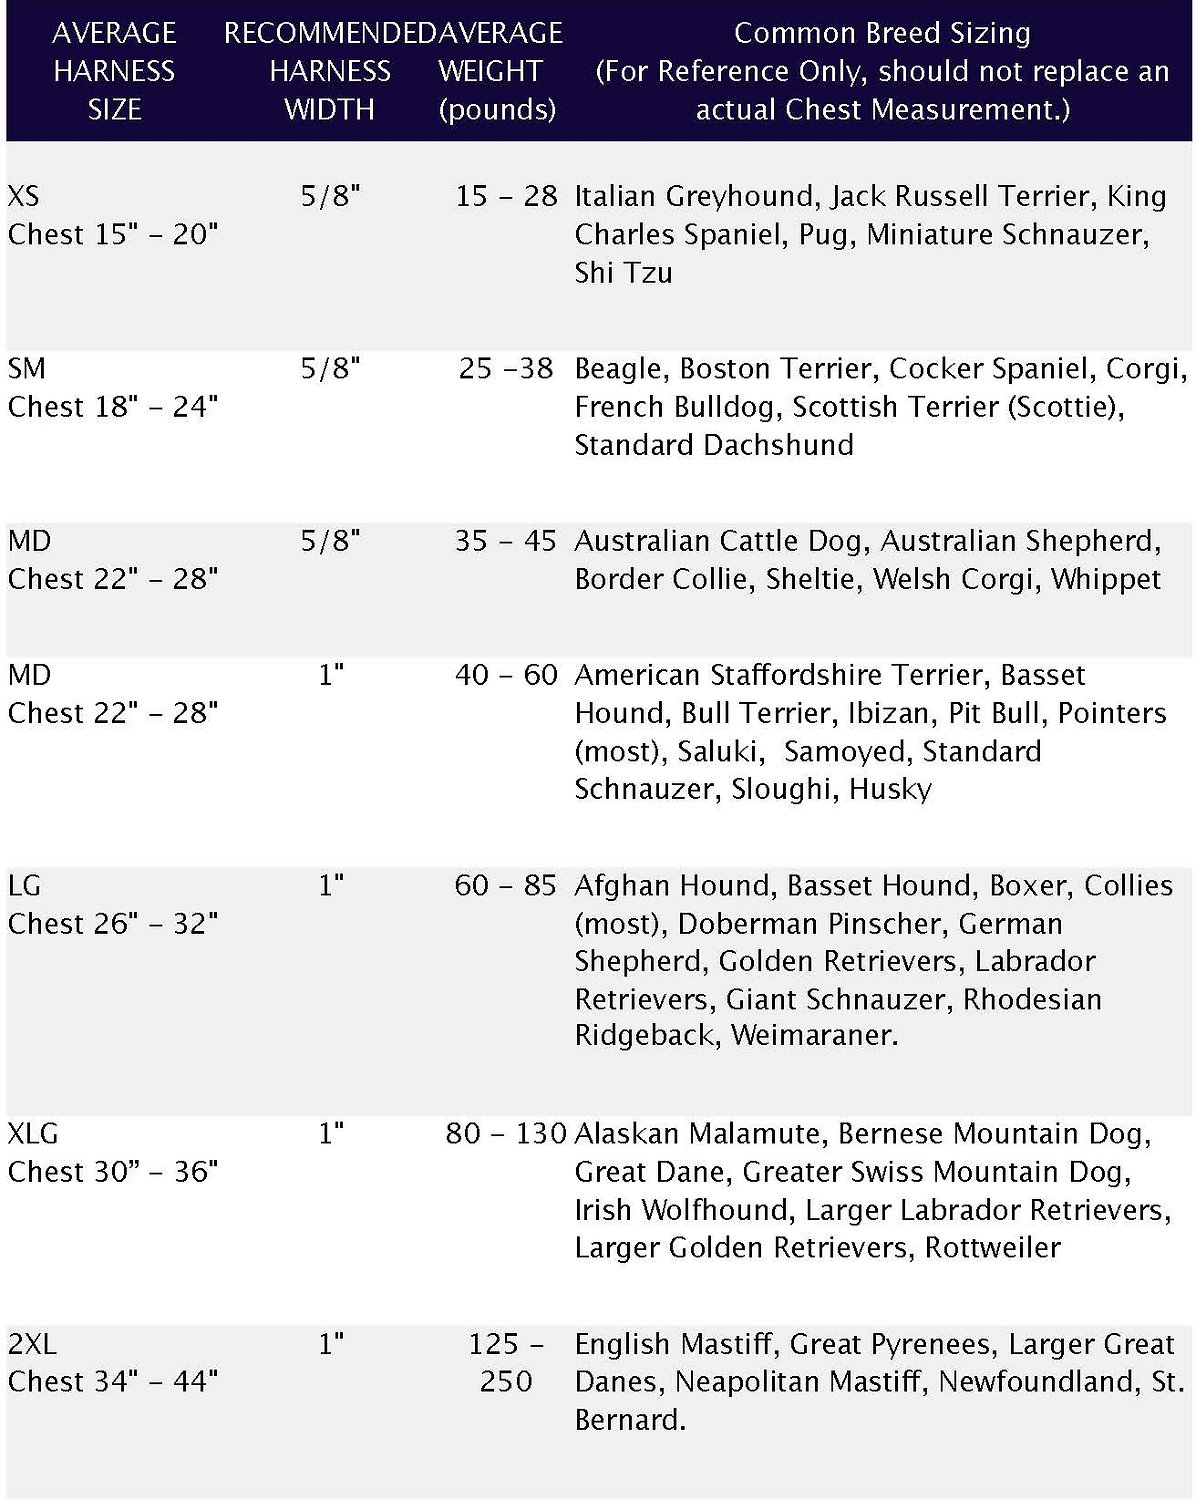 AVERAGE RECOMMENDEDAVERAGE Common Breed Sizing
HARNESS HARNESS WEIGHT (For Reference Only, should not replace an
SIZE WIDTH (pounds) actual Chest Measurement.)
XS 5/8" 15 – 28 Italian Greyhound, Jack Russell Terrier, King
Chest 15" – 20" Charles Spaniel, Pug, Miniature Schnauzer,
Shi Tzu
SM 5/8" 25 –38 Beagle, Boston Terrier, Cocker Spaniel, Corgi,
Chest 18" – 24" French Bulldog, Scottish Terrier (Scottie),
Standard Dachshund
MD 5/8" 35 – 45 Australian Cattle Dog, Australian Shepherd,
Chest 22" – 28" Border Collie, Sheltie, Welsh Corgi, Whippet
MD 1" 40 – 60 American Staffordshire Terrier, Basset
Chest 22" – 28" Hound, Bull Terrier, Ibizan, Pit Bull, Pointers
(most), Saluki,  Samoyed, Standard
Schnauzer, Sloughi, Husky
LG 1" 60 – 85 Afghan Hound, Basset Hound, Boxer, Collies
Chest 26" – 32" (most), Doberman Pinscher, German
Shepherd, Golden Retrievers, Labrador
Retrievers, Giant Schnauzer, Rhodesian
Ridgeback, Weimaraner.
XLG 1" 80 – 130 Alaskan Malamute, Bernese Mountain Dog,
Chest 30” – 36" Great Dane, Greater Swiss Mountain Dog,
Irish Wolfhound, Larger Labrador Retrievers,
Larger Golden Retrievers, Rottweiler
2XL 1" 125 – English Mastiff, Great Pyrenees, Larger Great
Chest 34" – 44" 250 Danes, Neapolitan Mastiff, Newfoundland, St.
Bernard.